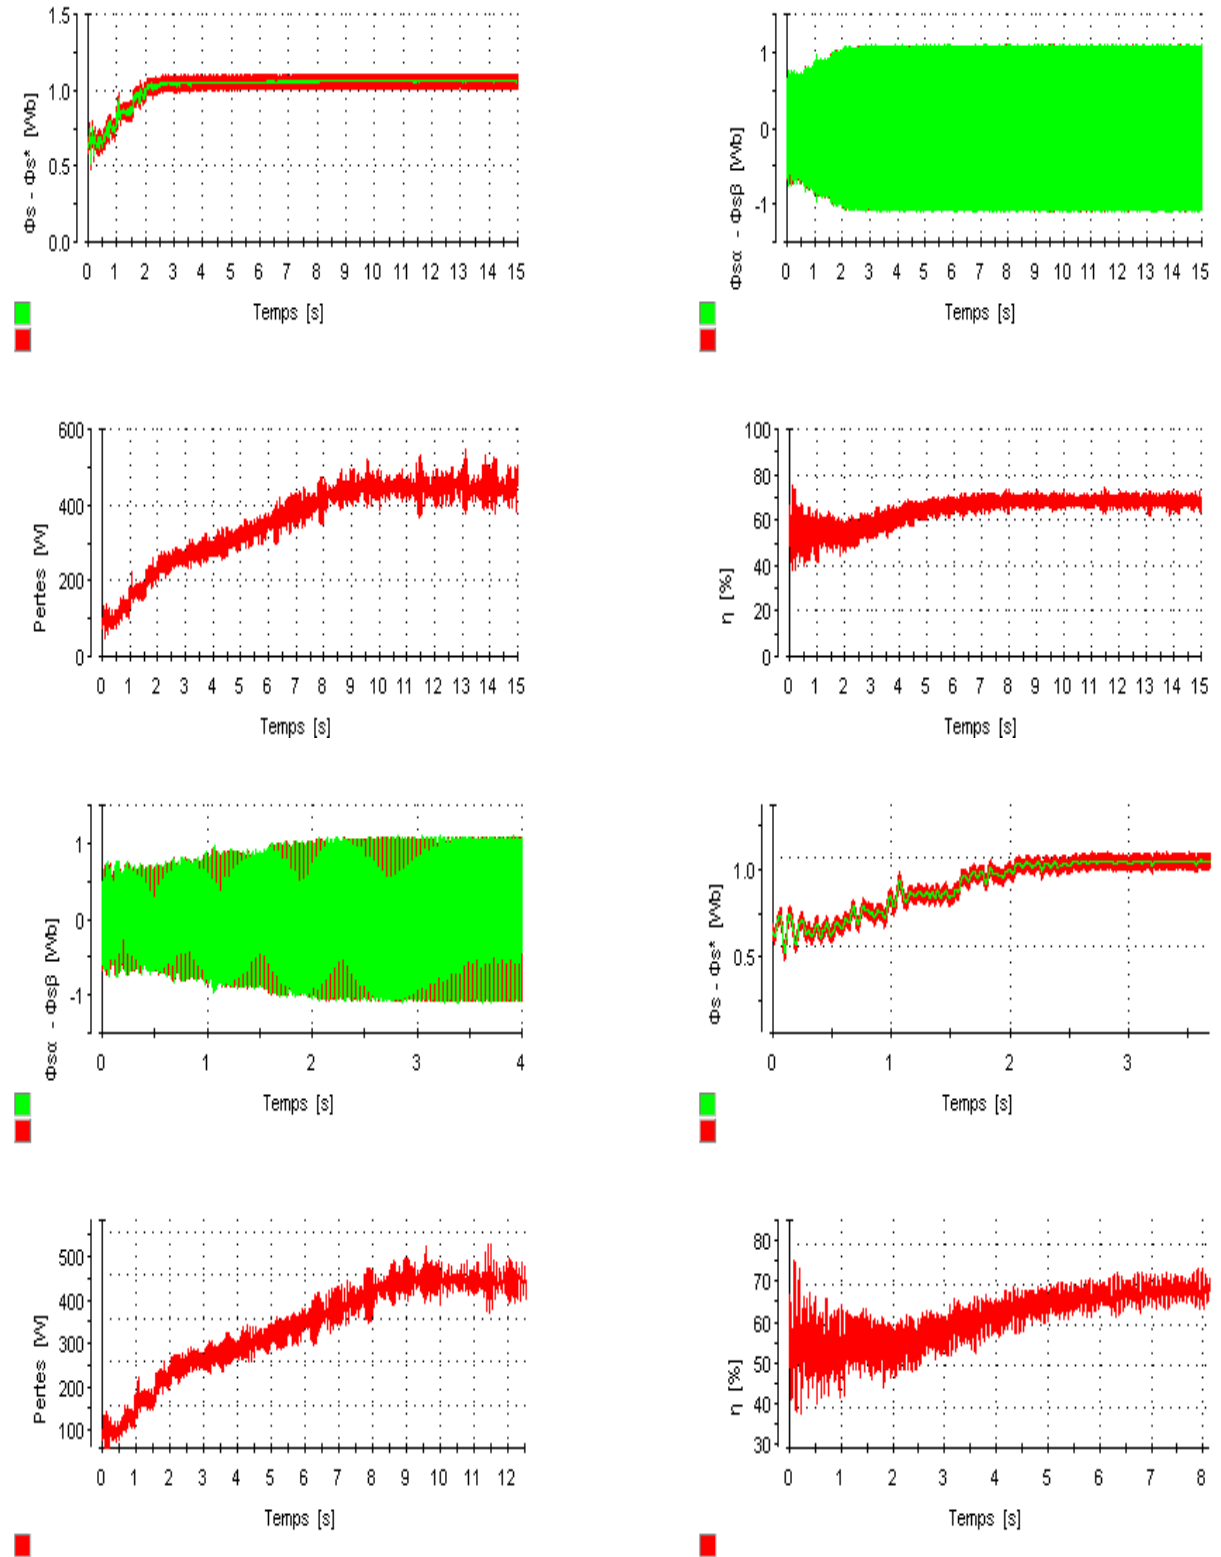 1.5
1.0
0.5
0.0
Φs - Φs* [Wb]
0 1 2 3 4 5 6 7 8 9 10 11 12 13 14 15
Temps [s]
1
0
-1
Φsα - Φsβ [Wb]
0 1 2 3 4 5 6 7 8 9 10 11 12 13 14 15
Temps [s]
600
400
200
0
Pertes [W]
0 1 2 3 4 5 6 7 8 9 10 11 12 13 14 15
Temps [s]
100
80
60
40
20
0
η [%]
0 1 2 3 4 5 6 7 8 9 10 11 12 13 14 15
Temps [s]
1
0
-1
Φsα - Φsβ [Wb]
0 1 2 3 4
Temps [s]
1.0
0.5
Φs - Φs* [Wb]
0 1 2 3
Temps [s]
500
400
300
200
100
Pertes [W]
0 1 2 3 4 5 6 7 8 9 10 11 12
Temps [s]
80
70
60
50
40
30
η [%]
0 1 2 3 4 5 6 7 8
Temps [s]